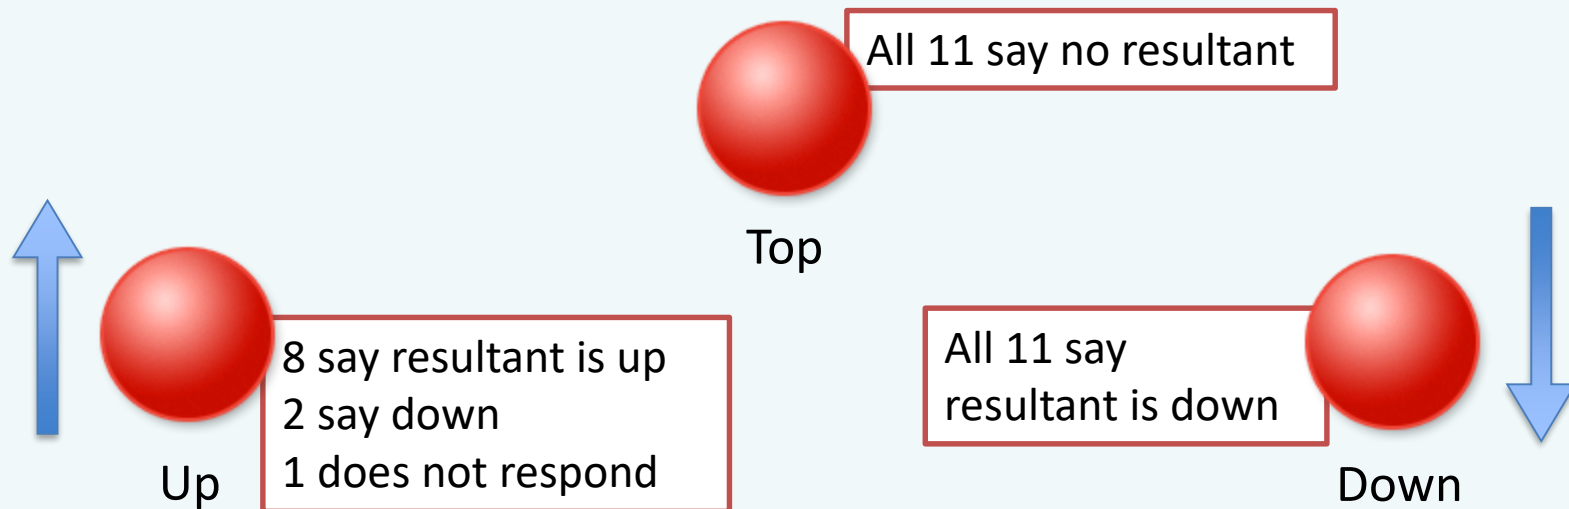 All 11 say no resultant
Top
8 say resultant is up
2 say down
1 does not respond
Up
All 11 say
resultant is down
Down